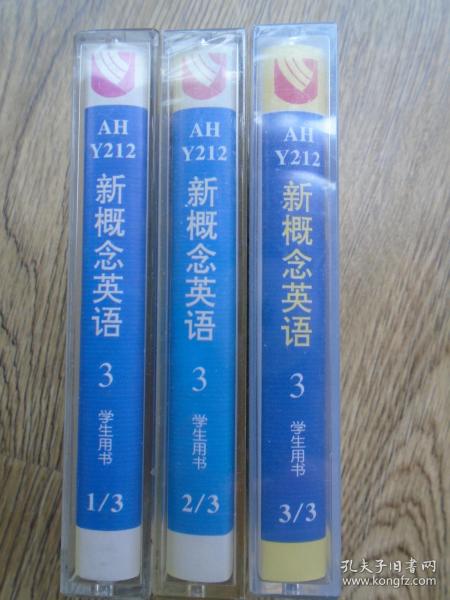 AH
Y212
新概念英语
3
学生用书
1/3
AH
Y212
新概念英语
3
学生用书
2/3
AH
Y212
新概念英语
3
学生用书
3/3
孔夫子旧书网
www.kongfz.com